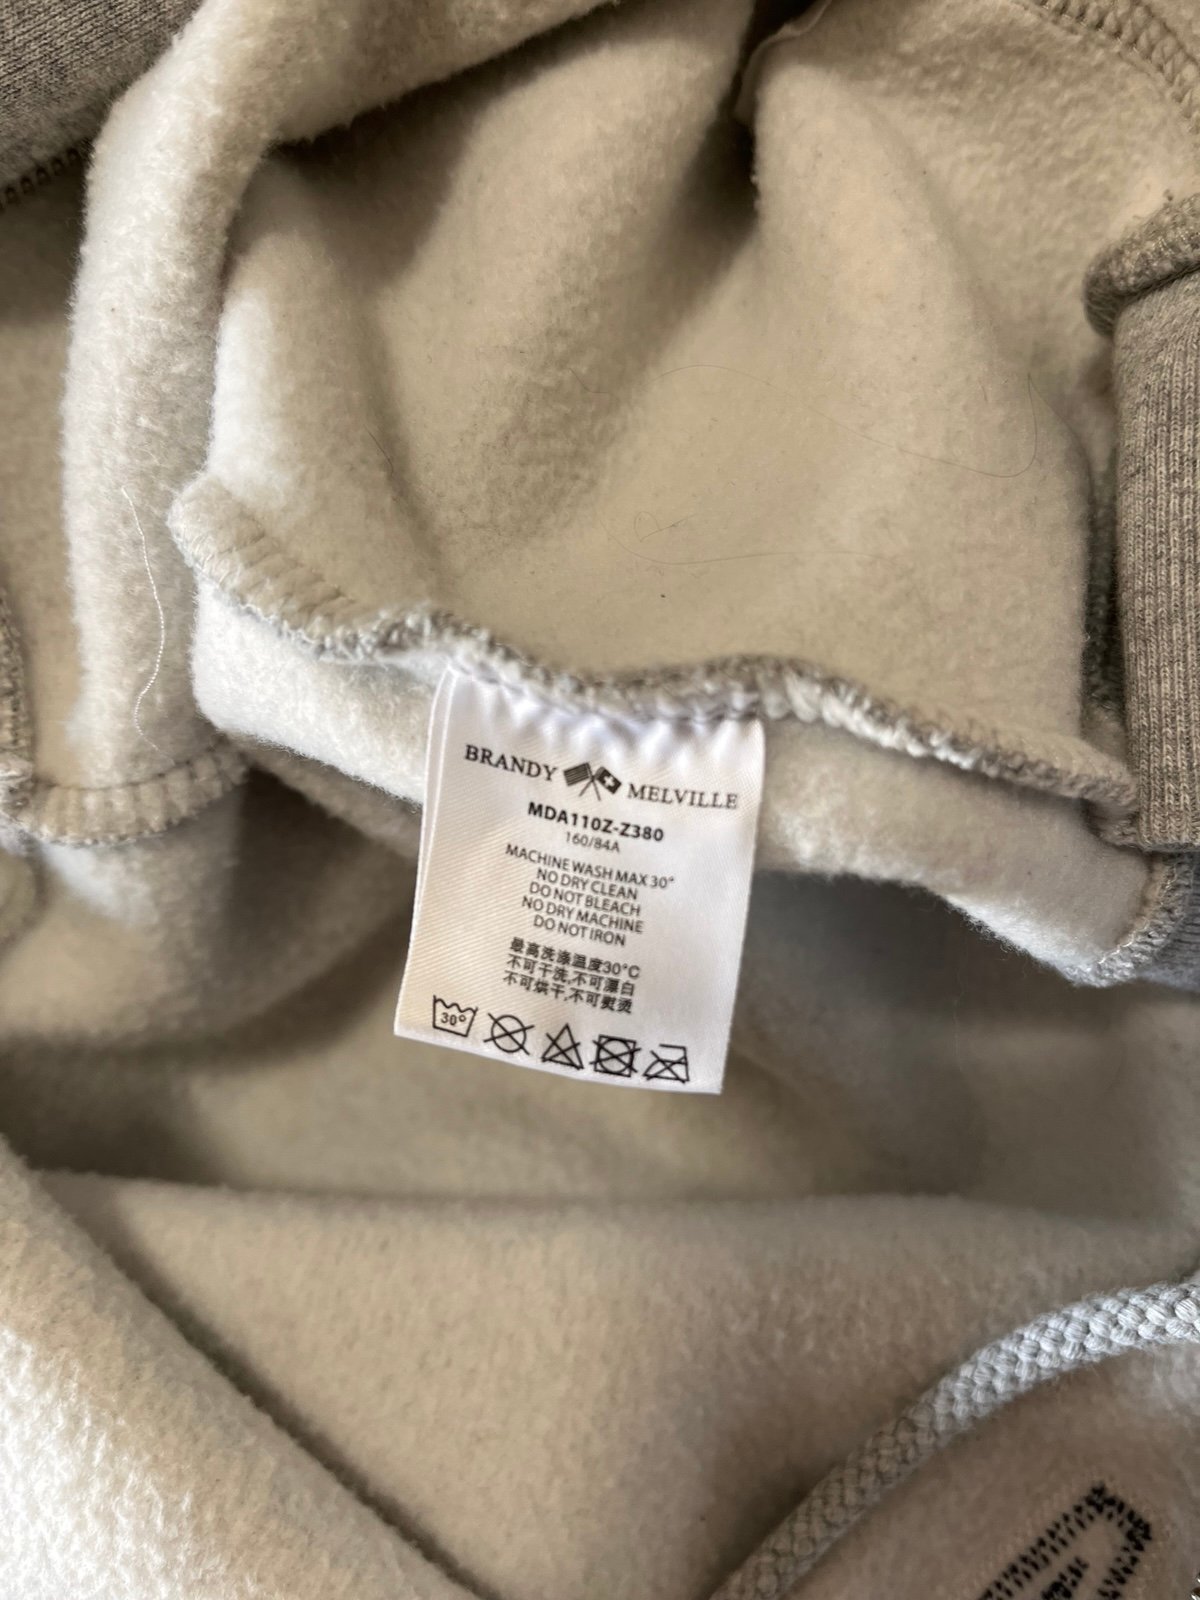 BRANDY MELVILLE
MDA110Z-Z380
160/84A
MACHINE WASH MAX 30°
NO DRY CLEAN
DO NOT BLEACH
NO DRY MACHINE
DO NOT IRON
最高洗涤温度30°C
不可干洗,不可漂白
不可烘干,不可熨烫
30°